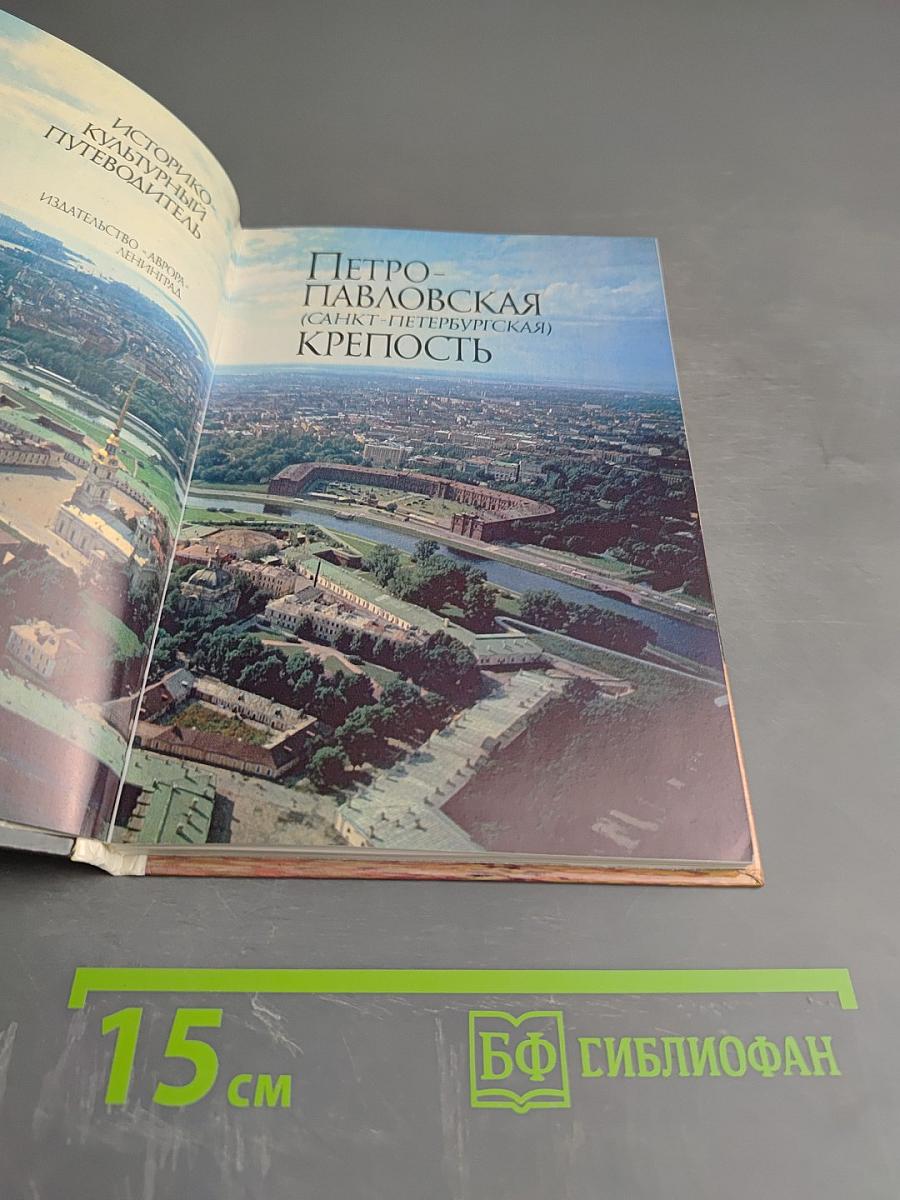 ИСТОРИКО-
КУЛЬТУРНЫЙ
ПУТЕВОДИТЕЛЬ
ИЗДАТЕЛЬСТВО «АВРОРА»
ЛЕНИНГРАД
ПЕТРО-
ПАВЛОВСКАЯ
(САНКТ-ПЕТЕРБУРГСКАЯ)
КРЕПОСТЬ
15 см
БФ БИБЛИОФАН